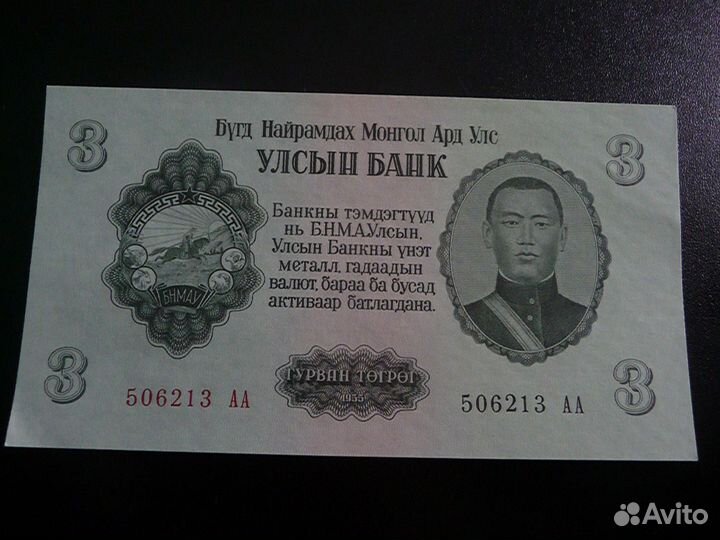 Бүгд Найрамдах Монгол Ард Улс
УЛСЫН БАНК
3
3
Банкны тэмдэгтүүд
нь Б.Н.М.А.Улсын,
Улсын Банкны үнэт
металл, гадаадын
валют, бараа ба бусад
активаар батлагдана.
БНМАУ
3
3
ГУРВАН ТӨГРӨГ
1955
506213 АА
506213 АА
Avito